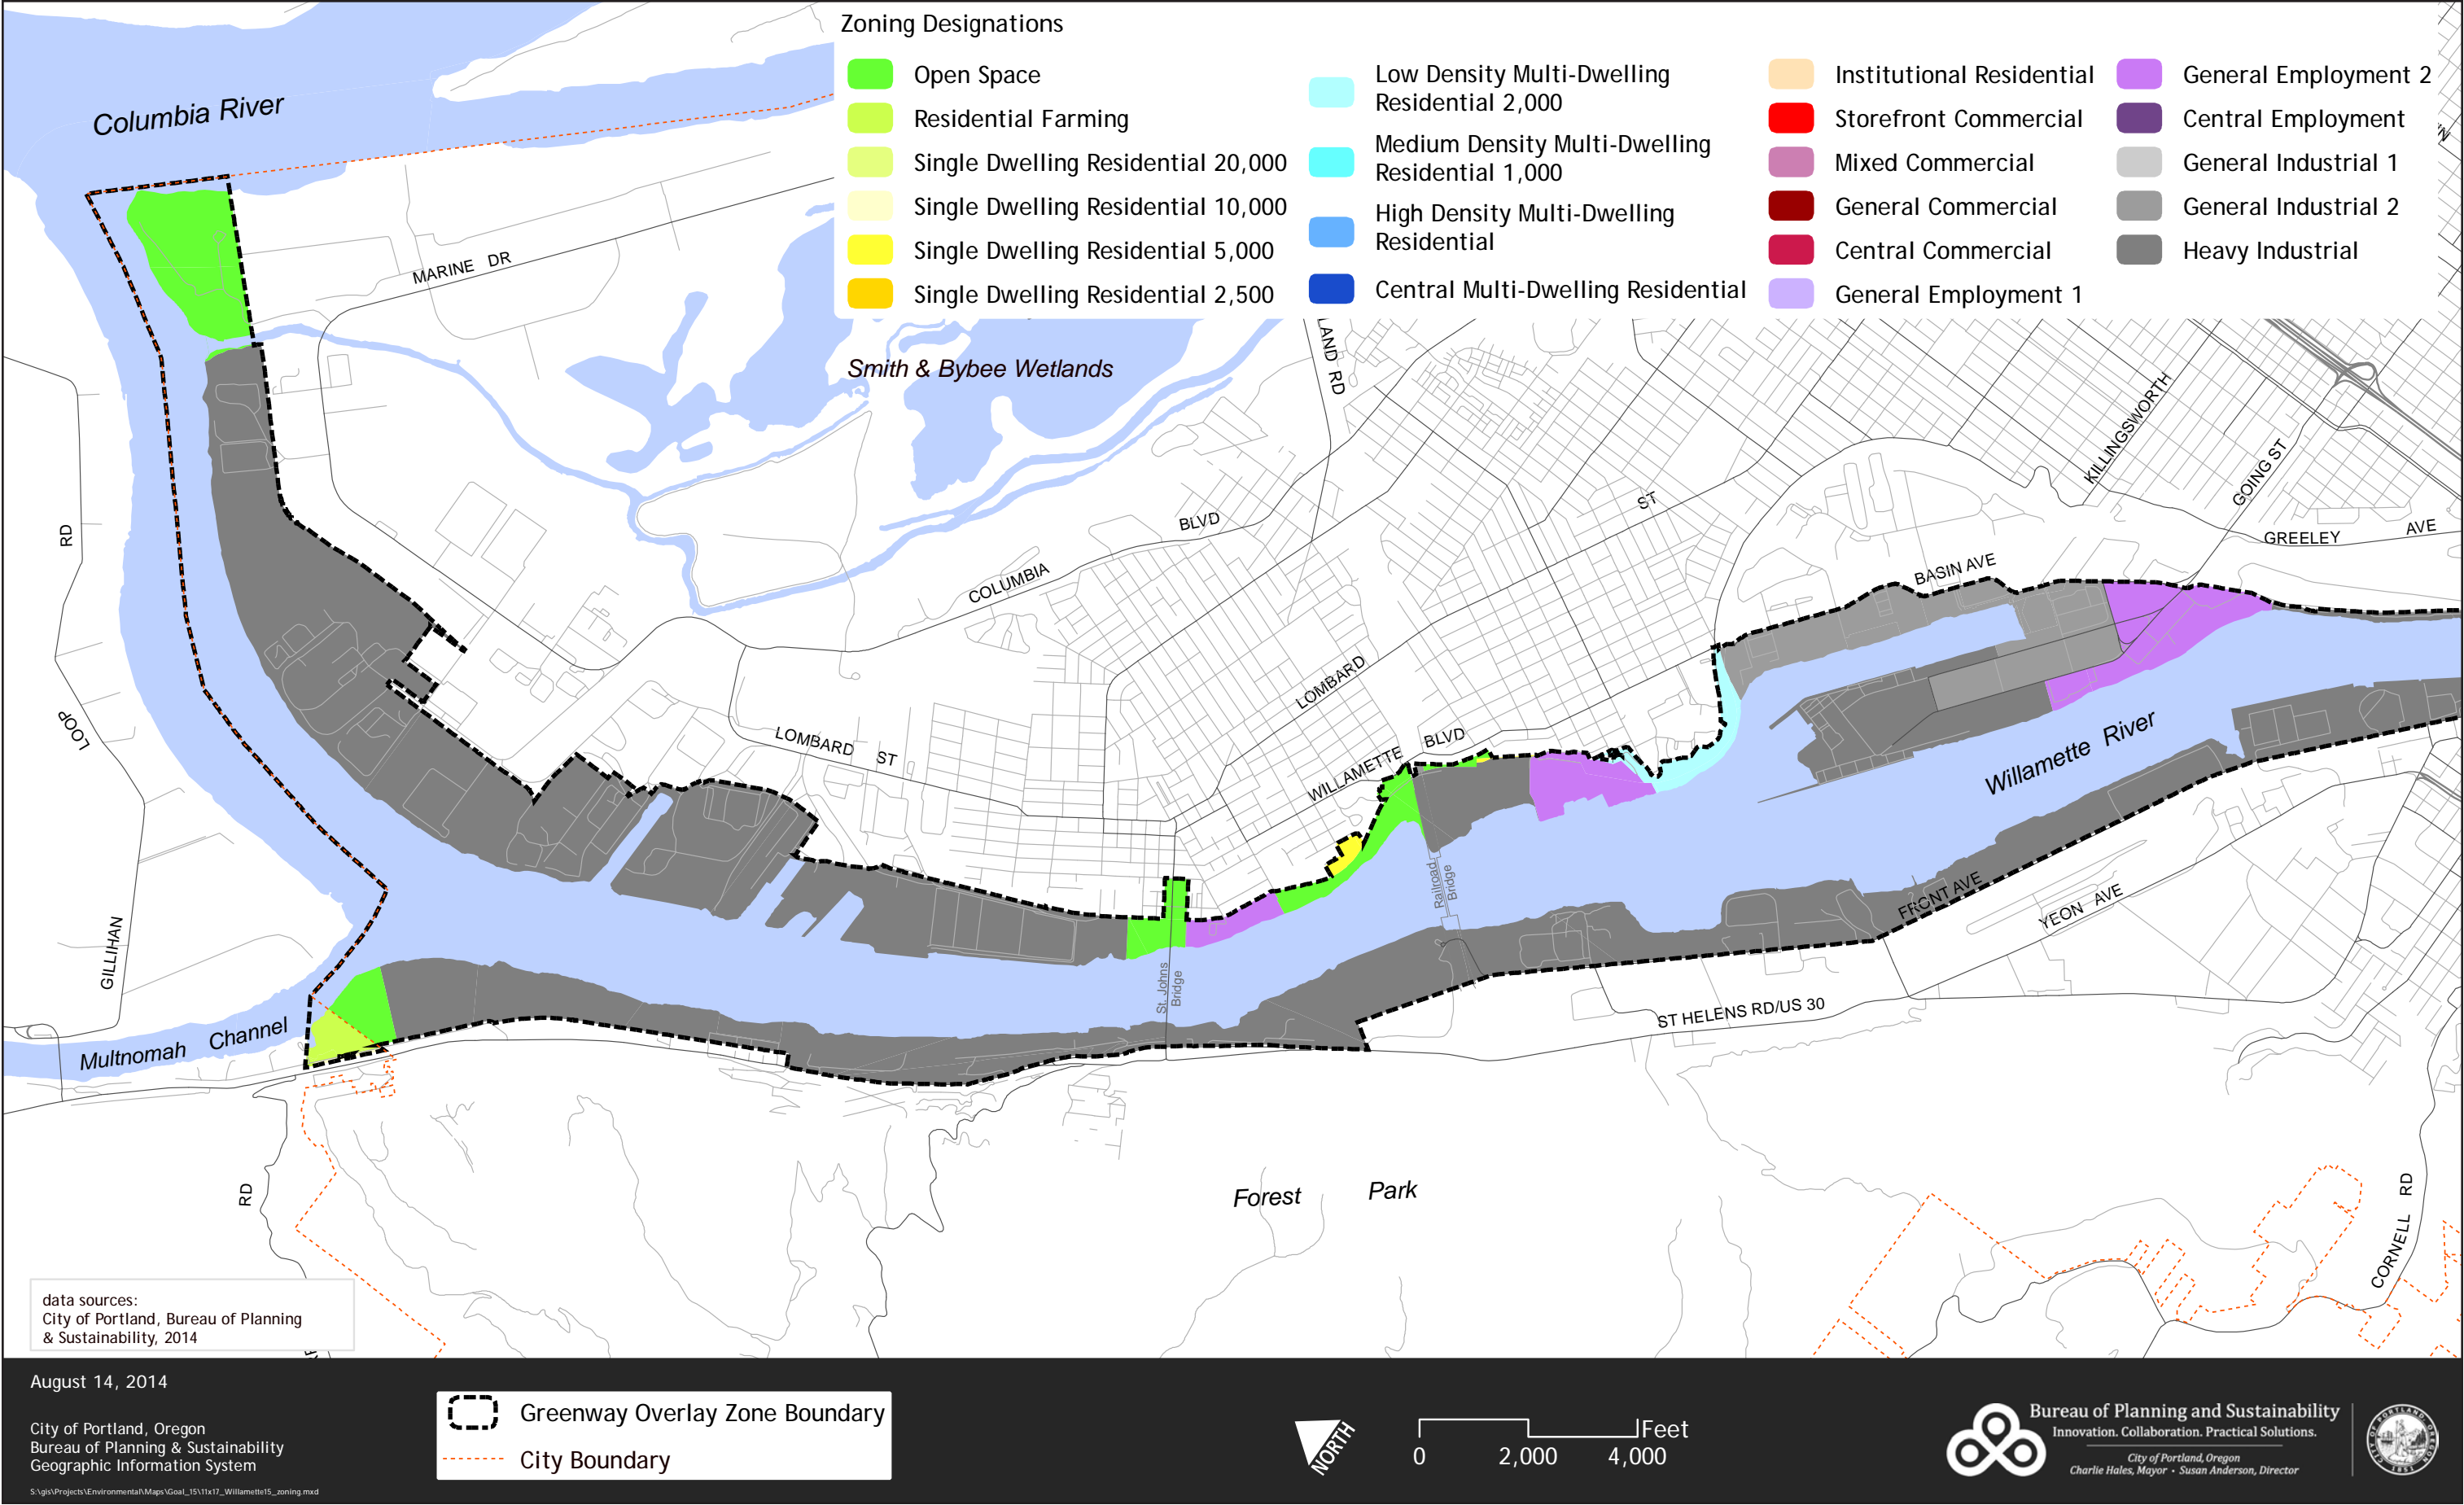 Zoning Designations
Open Space
Residential Farming
Single Dwelling Residential 20,000
Single Dwelling Residential 10,000
Single Dwelling Residential 5,000
Single Dwelling Residential 2,500
Low Density Multi-Dwelling
Residential 2,000
Medium Density Multi-Dwelling
Residential 1,000
High Density Multi-Dwelling
Residential
Central Multi-Dwelling Residential
Institutional Residential
Storefront Commercial
Mixed Commercial
General Commercial
Central Commercial
General Employment 1
General Employment 2
Central Employment
General Industrial 1
General Industrial 2
Heavy Industrial
Columbia River
MARINE DR
Smith & Bybee Wetlands
LAND RD
KILLINGSWORTH
GOING ST
GREELEY AVE
BASIN AVE
ST
BLVD
COLUMBIA
RD
LOOP
GILLIHAN
LOMBARD
LOMBARD ST
WILLAMETTE BLVD
Willamette River
Railroad
Bridge
St. Johns
Bridge
FRONT AVE
YEON AVE
ST HELENS RD/US 30
Multnomah Channel
Forest Park
RD
CORNELL RD
data sources:
City of Portland, Bureau of Planning
& Sustainability, 2014
August 14, 2014
City of Portland, Oregon
Bureau of Planning & Sustainability
Geographic Information System
S:\gis\Projects\Environmental\Maps\Goal_15\11x17_Willamette15_zoning.mxd
Greenway Overlay Zone Boundary
City Boundary
NORTH
Feet
0 2,000 4,000
Bureau of Planning and Sustainability
Innovation. Collaboration. Practical Solutions.
City of Portland, Oregon
Charlie Hales, Mayor • Susan Anderson, Director